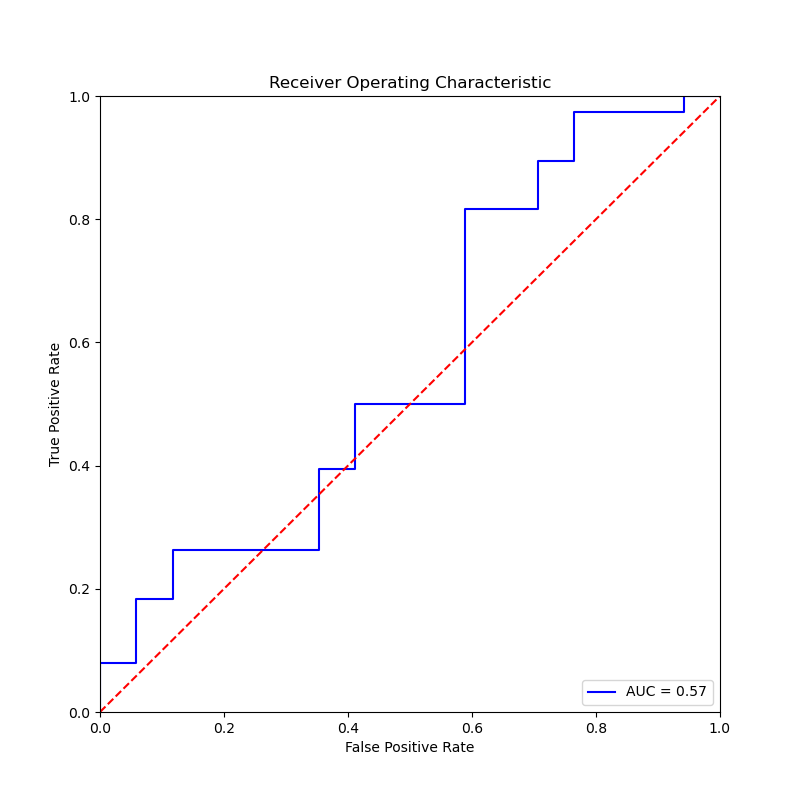 Receiver Operating Characteristic
1.0
0.8
0.6
0.4
0.2
0.0
True Positive Rate
AUC = 0.57
0.0 0.2 0.4 0.6 0.8 1.0
False Positive Rate